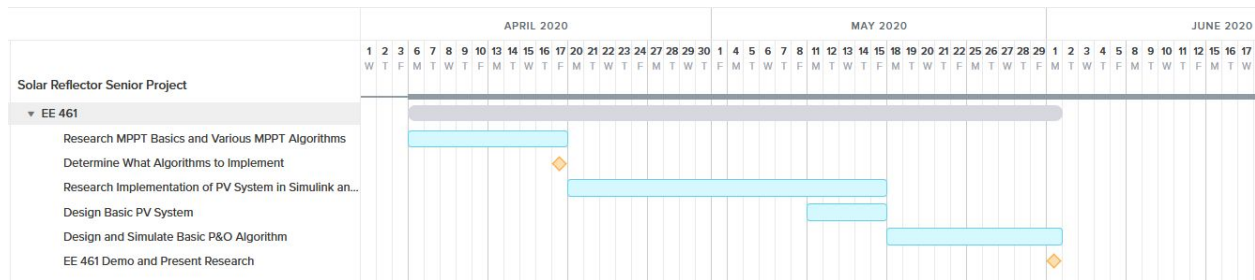 APRIL 2020 MAY 2020 JUNE 2020
1 2 3 6 7 8 9 10 13 14 15 16 17 20 21 22 23 24 27 28 29 30 1 4 5 6 7 8 11 12 13 14 15 18 19 20 21 22 25 26 27 28 29 1 2 3 4 5 8 9 10 11 12 15 16 17
W T F M T W T F M T W T F M T W T F M T W T F M T W T F M T W T F M T W T F M T W T F M T W T F M T W T F M T W
Solar Reflector Senior Project
EE 461
Research MPPT Basics and Various MPPT Algorithms
Determine What Algorithms to Implement
Research Implementation of PV System in Simulink an...
Design Basic PV System
Design and Simulate Basic P&O Algorithm
EE 461 Demo and Present Research